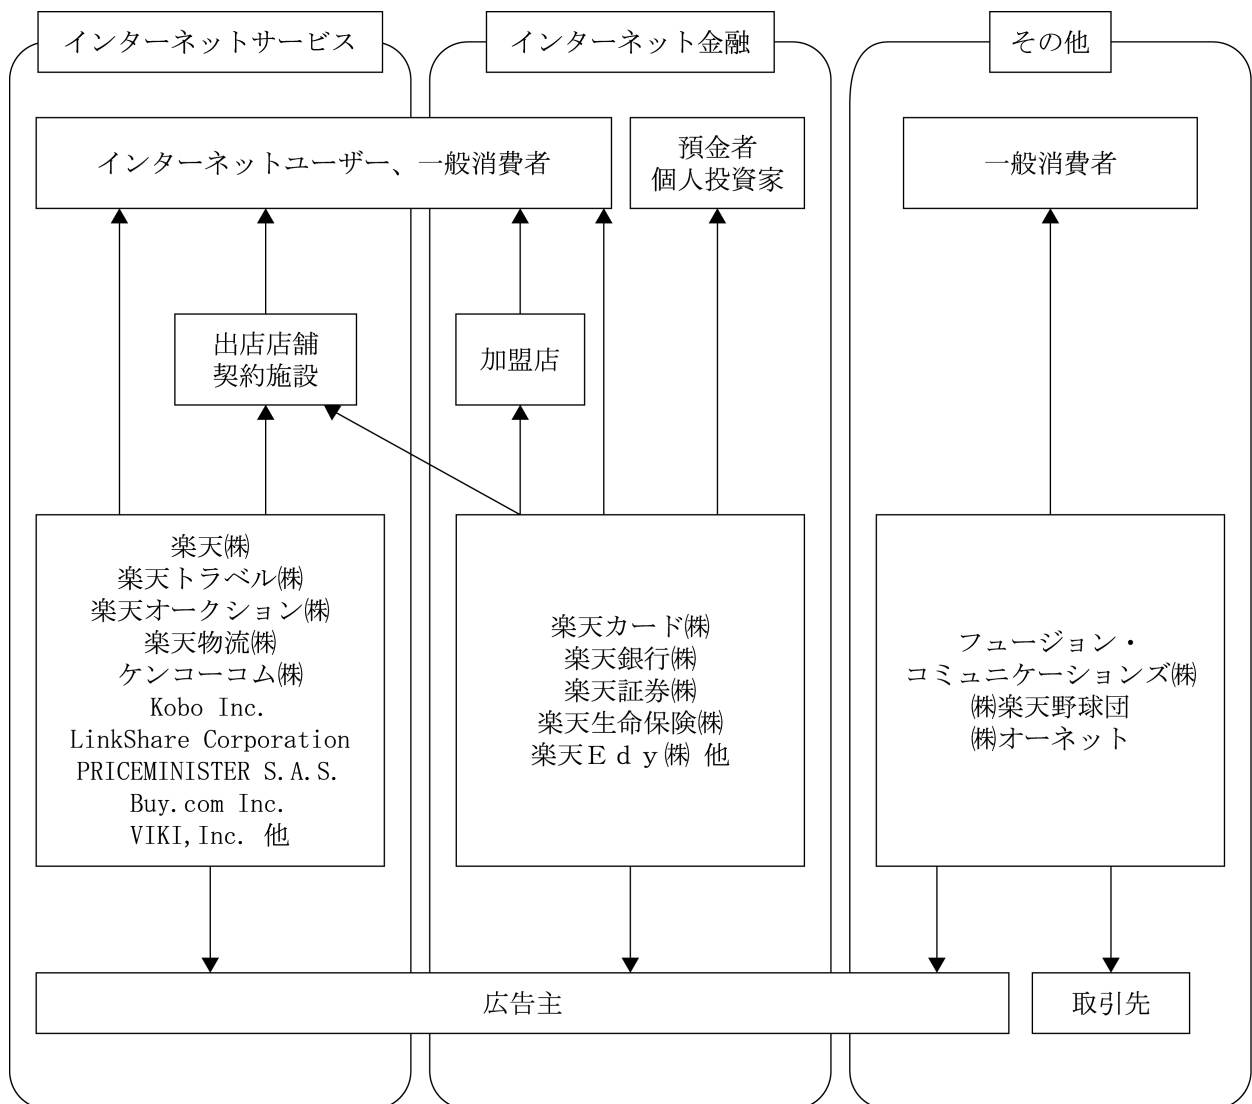 インターネットサービス
インターネット金融
その他
インターネットユーザー、一般消費者
預金者
個人投資家
一般消費者
出店店舗
契約施設
加盟店
楽天㈱
楽天トラベル㈱
楽天オークション㈱
楽天物流㈱
ケンコーコム㈱
Kobo Inc.
LinkShare Corporation
PRICEMINISTER S.A.S.
Buy.com Inc.
VIKI,Inc. 他
楽天カード㈱
楽天銀行㈱
楽天証券㈱
楽天生命保険㈱
楽天Ｅｄｙ㈱ 他
フュージョン・
コミュニケーションズ㈱
㈱楽天野球団
㈱オーネット
広告主
取引先